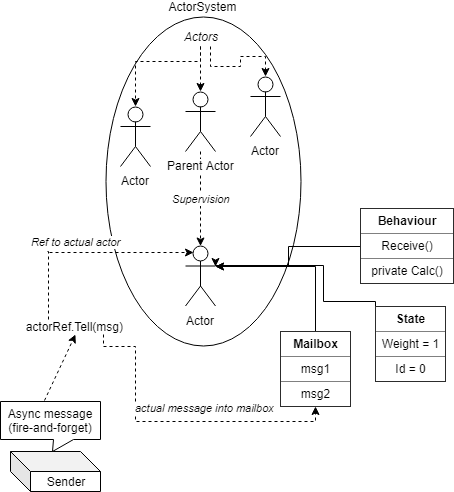 ActorSystem
Actors
Actor
Parent Actor
Actor
Supervision
Ref to actual actor
Actor
Behaviour
Receive()
private Calc()
State
Weight = 1
Id = 0
actorRef.Tell(msg)
Mailbox
msg1
msg2
actual message into mailbox
Async message
(fire-and-forget)
Sender